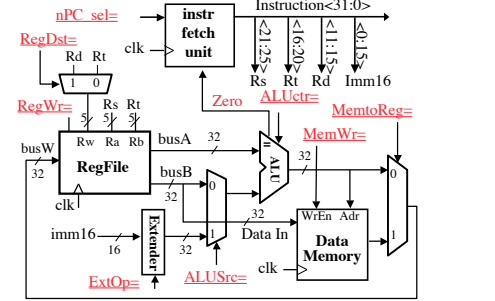 Instruction<31:0>
nPC_sel=
instr
fetch
unit
clk
<21:25>
<16:20>
<11:15>
<0:15>
Rs Rt Rd Imm16
RegDst=
Rd Rt
1 0
Zero
ALUctr=
RegWr=
Rs Rt
5 5 5
MemtoReg=
MemWr=
busW
32
Rw Ra Rb
RegFile
clk
busA
32
busB
32
=
ALU
32
0
1
0
1
32
Data In
WrEn Adr
Data
Memory
clk
imm16
16
Extender
32
ExtOp=
ALUSrc=